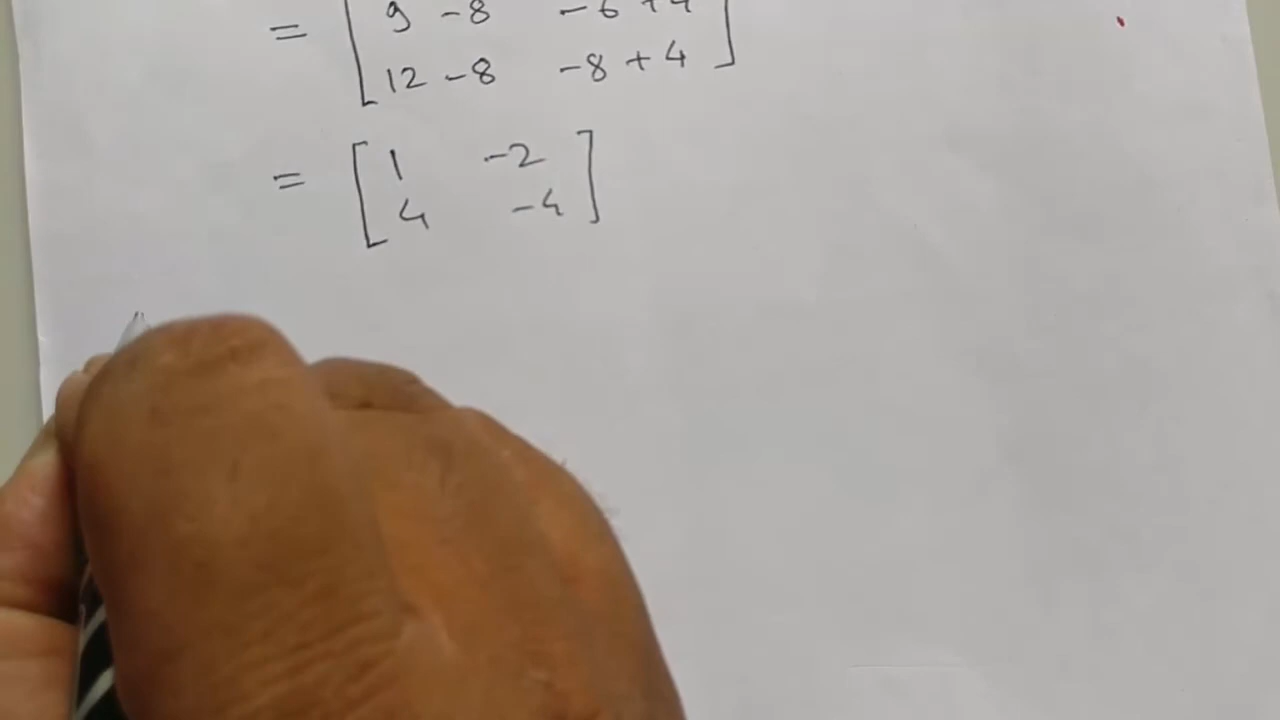 = [ 9 -8 -6 +4 ]
12 -8 -8 + 4
= [ 1 -2 ]
4 -4